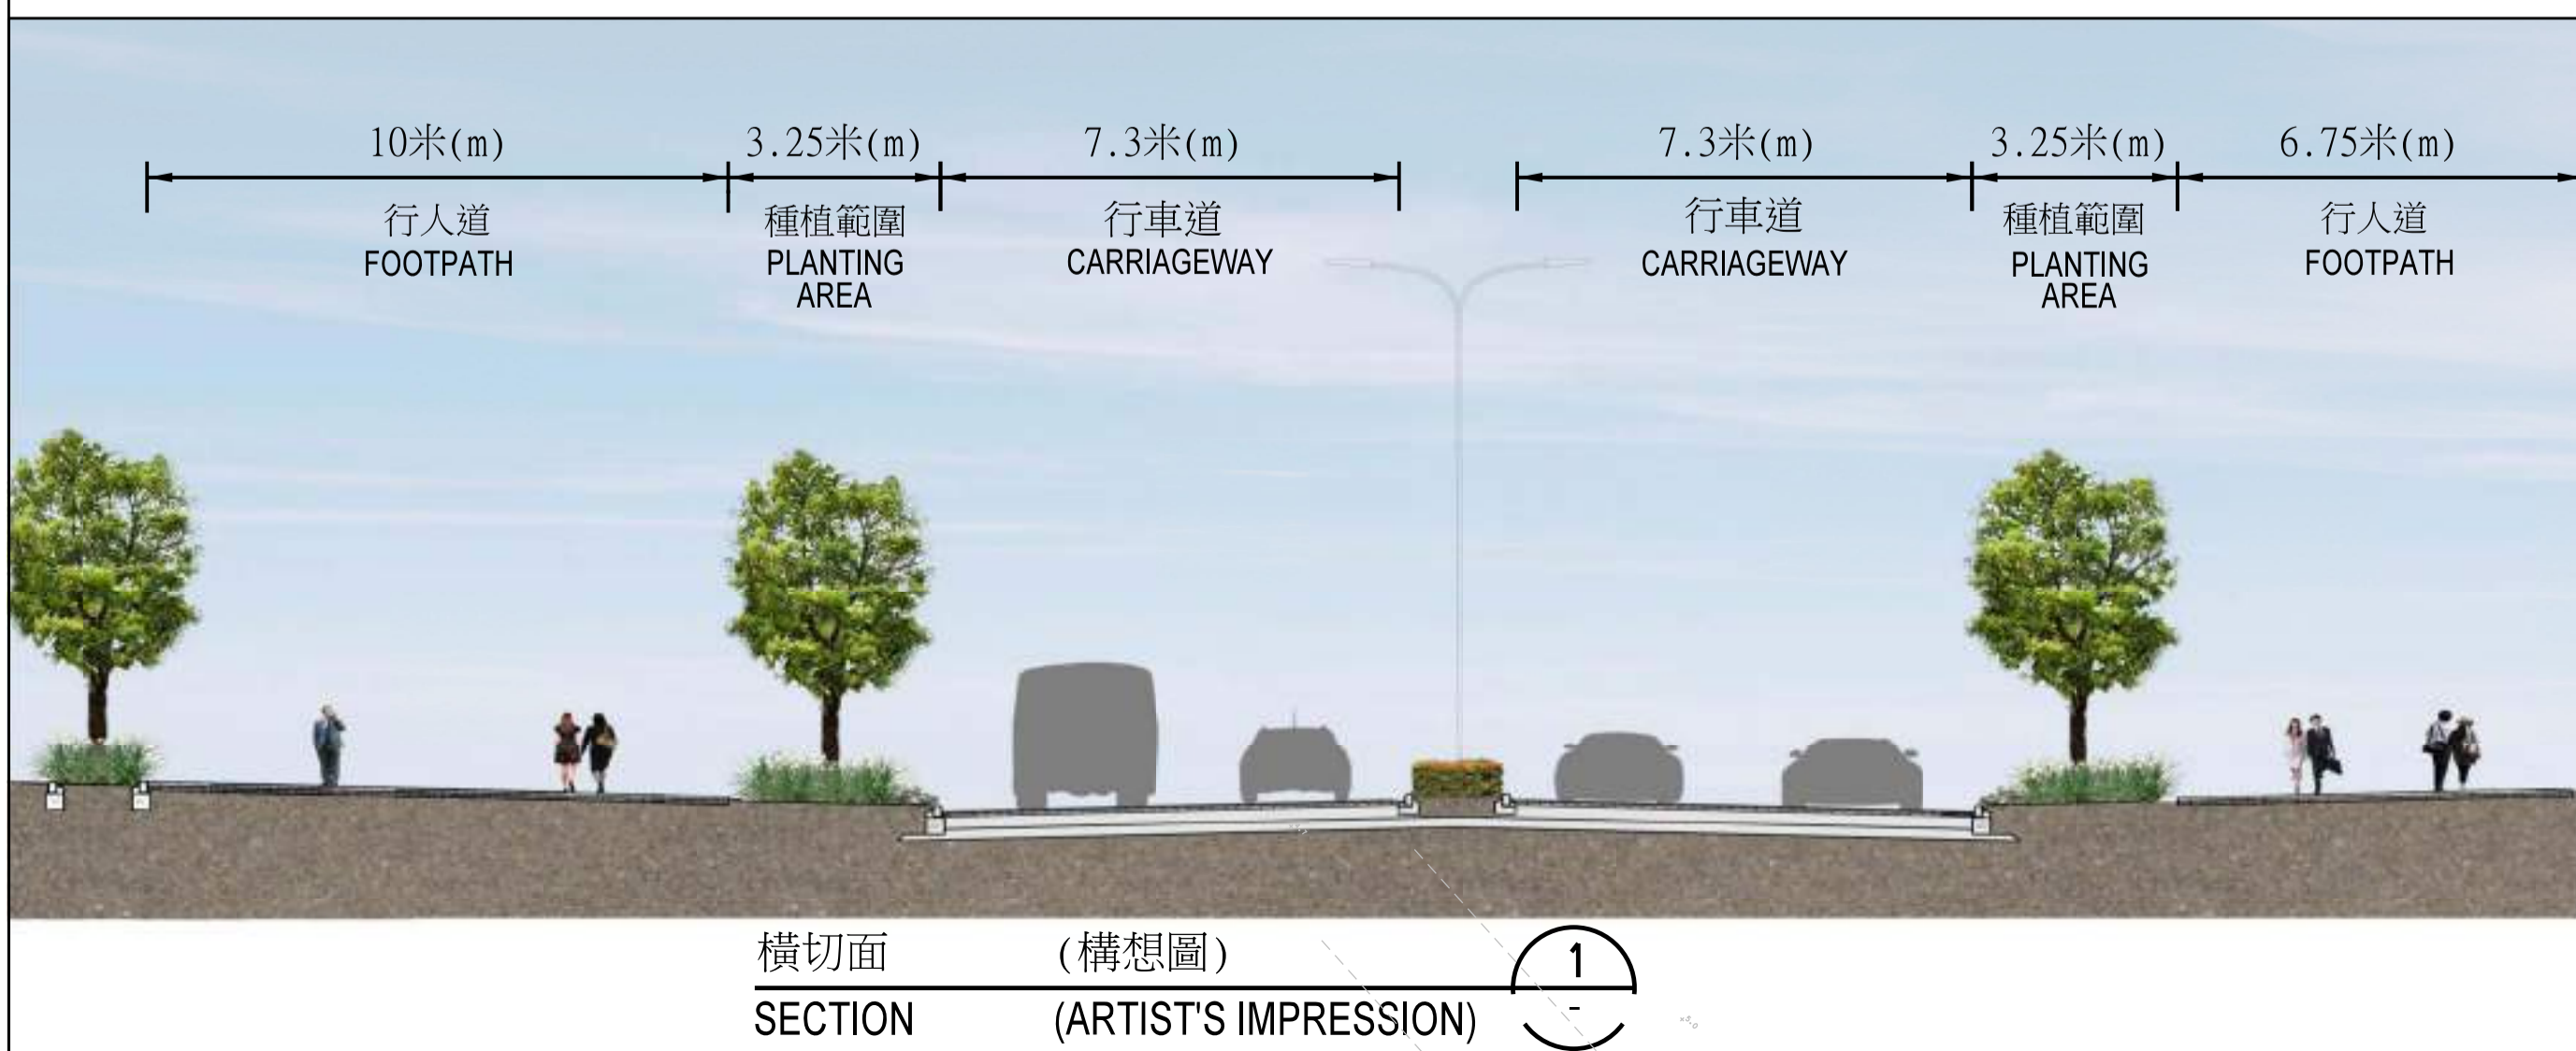 10米(m)
3.25米(m)
7.3米(m)
7.3米(m)
3.25米(m)
6.75米(m)
行人道
FOOTPATH
種植範圍
PLANTING
AREA
行車道
CARRIAGEWAY
行車道
CARRIAGEWAY
種植範圍
PLANTING
AREA
行人道
FOOTPATH
橫切面 (構想圖)
SECTION (ARTIST'S IMPRESSION)
1
-